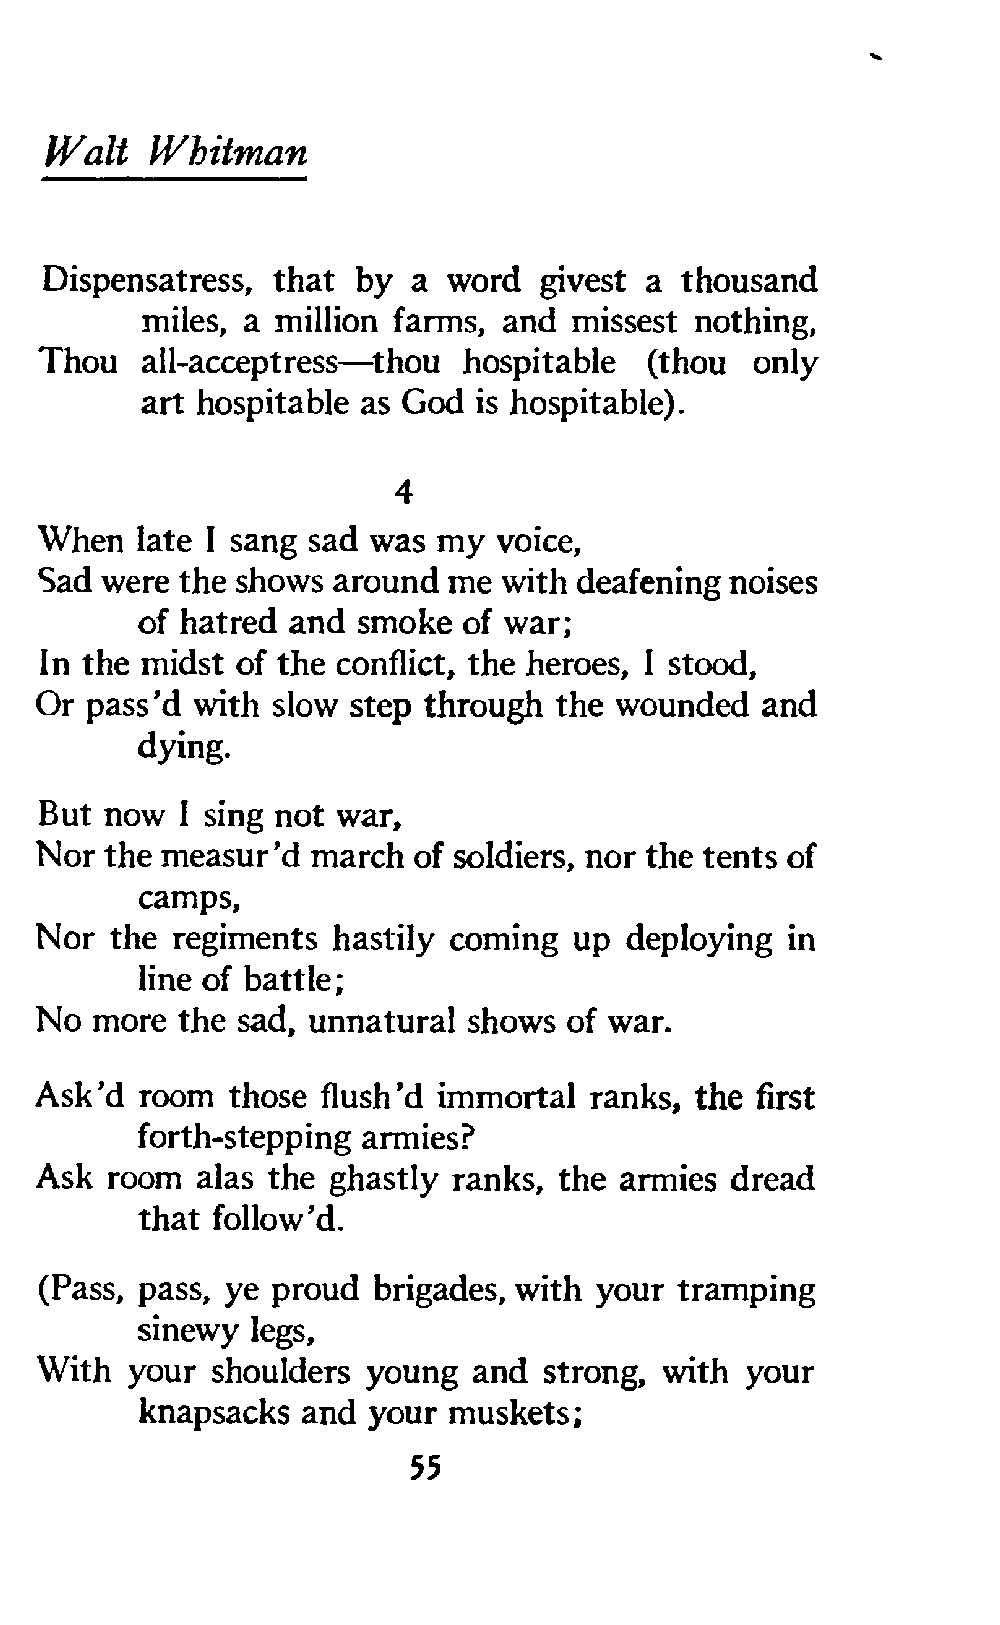 Walt Whitman
Dispensatress, that by a word givest a thousand
miles, a million farms, and missest nothing,
Thou all-acceptress—thou hospitable (thou only
art hospitable as God is hospitable).
4
When late I sang sad was my voice,
Sad were the shows around me with deafening noises
of hatred and smoke of war;
In the midst of the conflict, the heroes, I stood,
Or pass'd with slow step through the wounded and
dying.
But now I sing not war,
Nor the measur'd march of soldiers, nor the tents of
camps,
Nor the regiments hastily coming up deploying in
line of battle;
No more the sad, unnatural shows of war.
Ask'd room those flush'd immortal ranks, the first
forth-stepping armies?
Ask room alas the ghastly ranks, the armies dread
that follow'd.
(Pass, pass, ye proud brigades, with your tramping
sinewy legs,
With your shoulders young and strong, with your
knapsacks and your muskets;
55